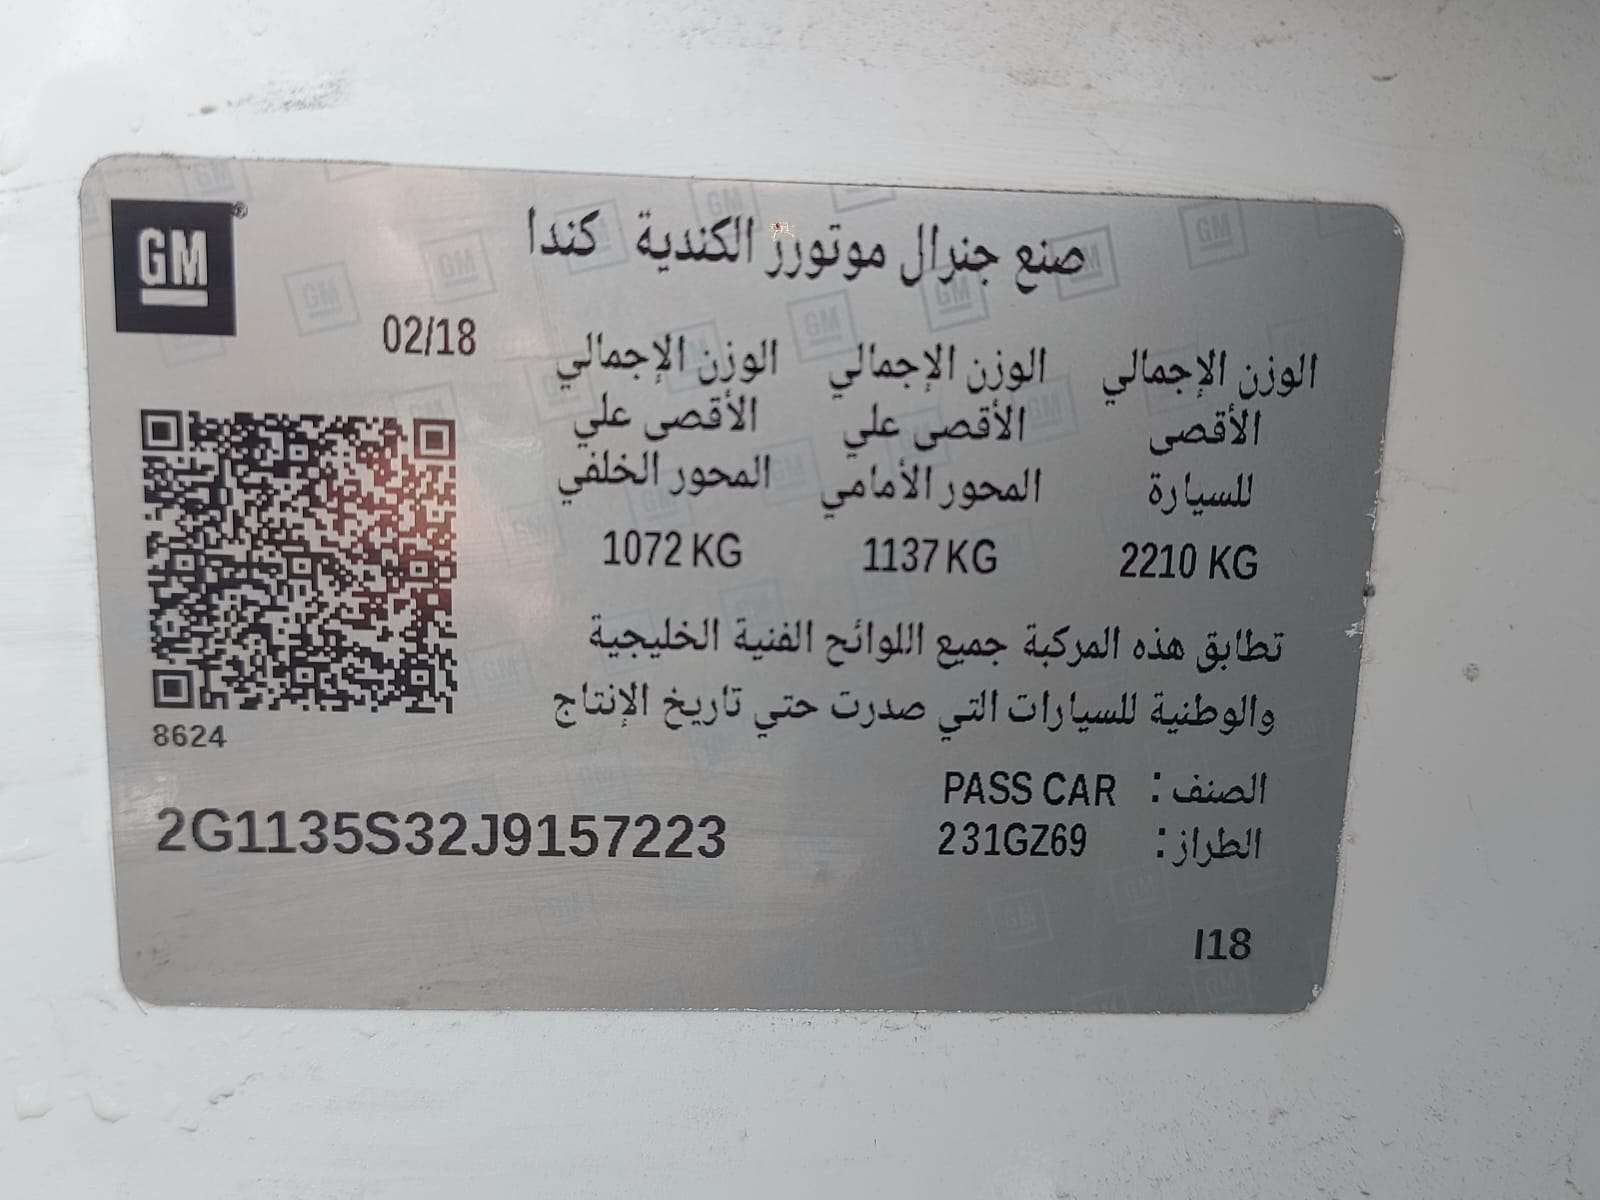 GM
صنع جنرال موتورز الكندية كندا
02/18
الوزن الإجمالي الأقصى للسيارة
2210 KG
الوزن الإجمالي الأقصى علي المحور الأمامي
1137 KG
الوزن الإجمالي الأقصى علي المحور الخلفي
1072 KG
تطابق هذه المركبة جميع اللوائح الفنية الخليجية
والوطنية للسيارات التي صدرت حتي تاريخ الإنتاج
8624
الصنف : PASS CAR
الطراز: 231GZ69
2G1135S32J9157223
I18